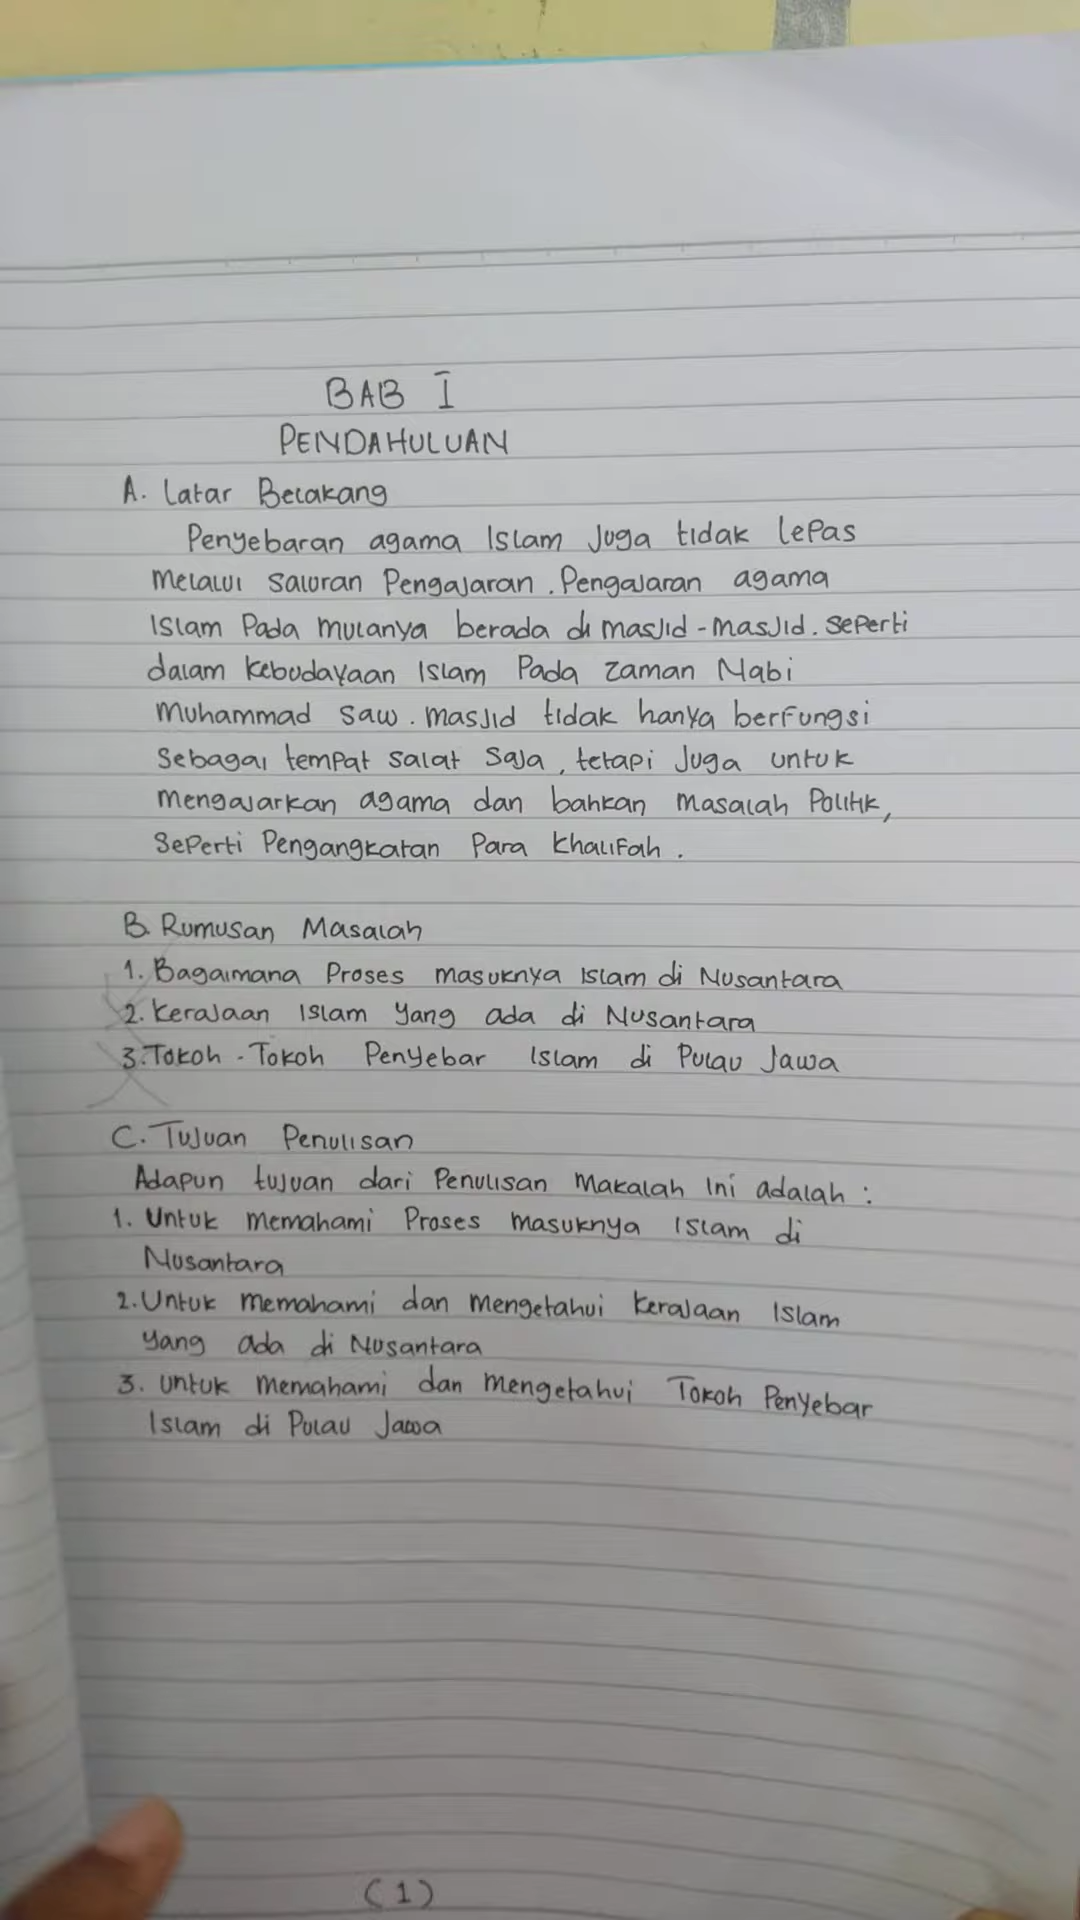 BAB I
PENDAHULUAN
A. Latar Belakang
Penyebaran agama Islam Juga tidak lepas
Melalui saluran Pengajaran. Pengajaran agama
Islam Pada mulanya berada di masjid-masjid. seperti
dalam kebudayaan Islam Pada zaman Nabi
Muhammad saw. masjid tidak hanya berfungsi
Sebagai tempat salat saja, tetapi Juga untuk
mengajarkan agama dan bahkan masalah Politik,
Seperti Pengangkatan Para khalifah.
B. Rumusan Masalah
1. Bagaimana Proses masuknya Islam di Nusantara
2. Kerajaan Islam Yang ada di Nusantara
3. Tokoh-Tokoh Penyebar Islam di Pulau Jawa
C. Tujuan Penulisan
Adapun tujuan dari Penulisan Makalah Ini adalah :
1. Untuk memahami Proses masuknya Islam di
Nusantara
2. Untuk memahami dan mengetahui kerajaan Islam
Yang ada di Nusantara
3. Untuk memahami dan mengetahui Tokoh Penyebar
Islam di Pulau Jawa
(1)